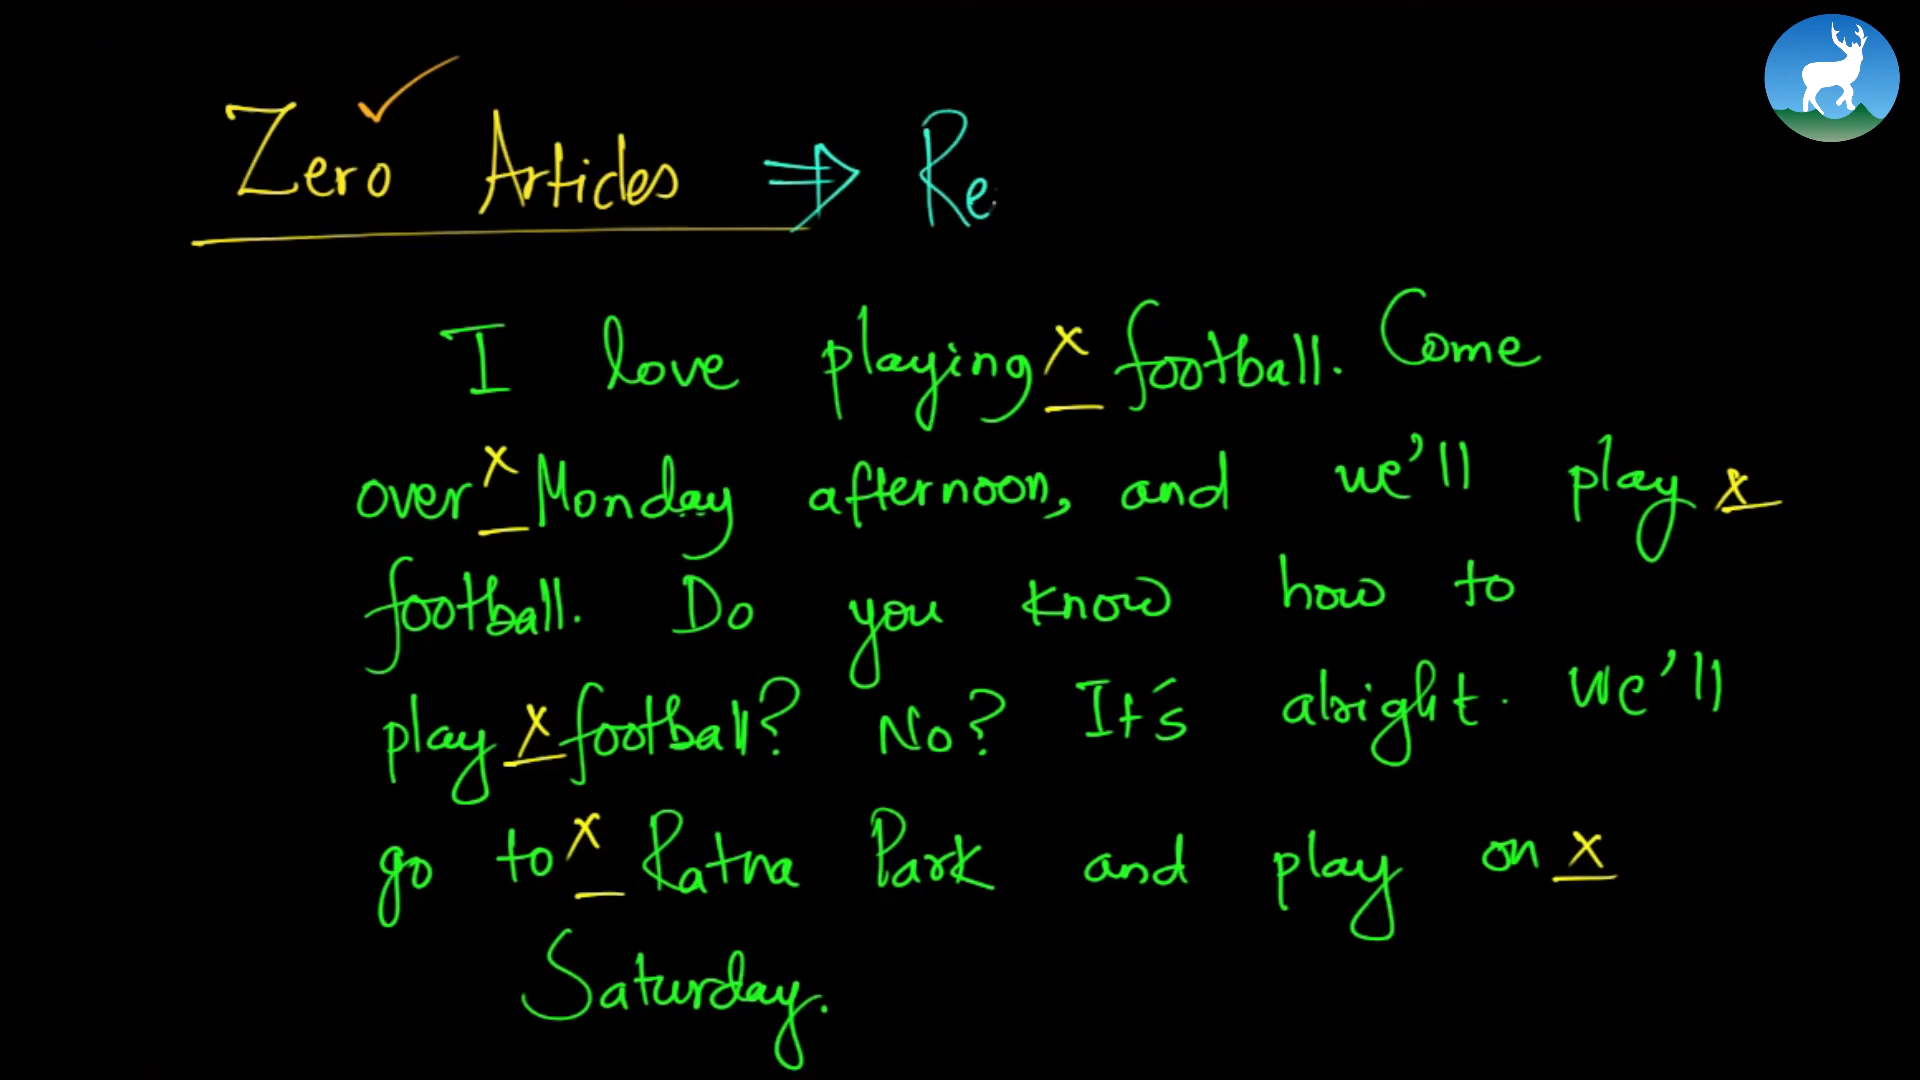 Zero Articles ⇒ Re
I love playing x football. Come
over x Monday afternoon, and we'll play x
football. Do you know how to
play x football? No? It's alright. We'll
go to x Ratna Park and play on x
Saturday.